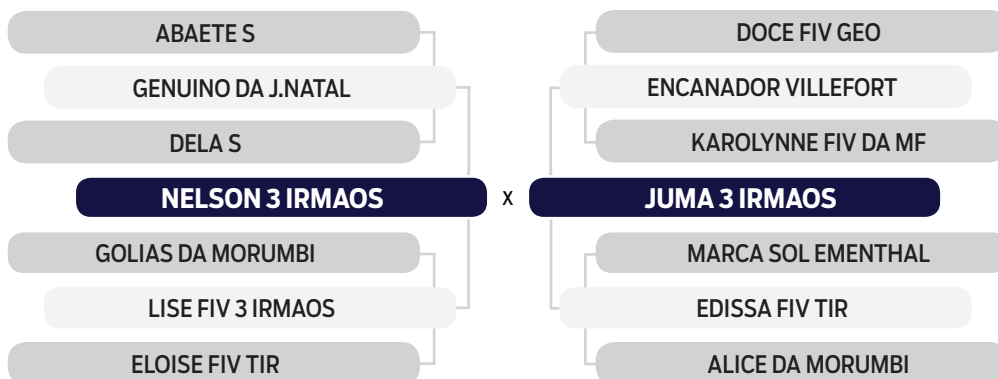 ABAETE S
GENUINO DA J.NATAL
DELA S
NELSON 3 IRMAOS
GOLIAS DA MORUMBI
LISE FIV 3 IRMAOS
ELOISE FIV TIR
x
DOCE FIV GEO
ENCANADOR VILLEFORT
KAROLYNNE FIV DA MF
JUMA 3 IRMAOS
MARCA SOL EMENTHAL
EDISSA FIV TIR
ALICE DA MORUMBI